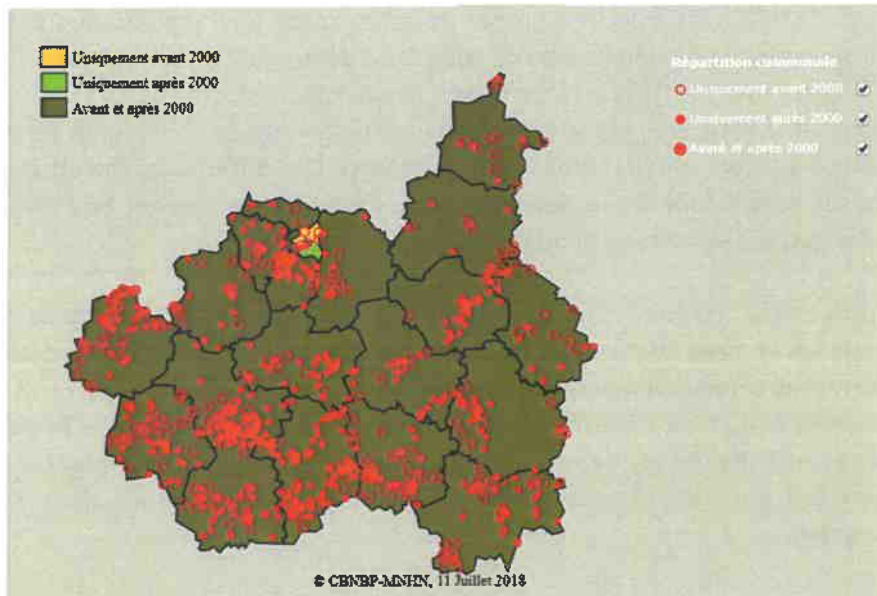 Uniquement avant 2000
Uniquement après 2000
Avant et après 2000
Répartition communale
Uniquement avant 2000
Uniquement après 2000
Avant et après 2000
© CBNBP-MNHN, 11 Juillet 2018